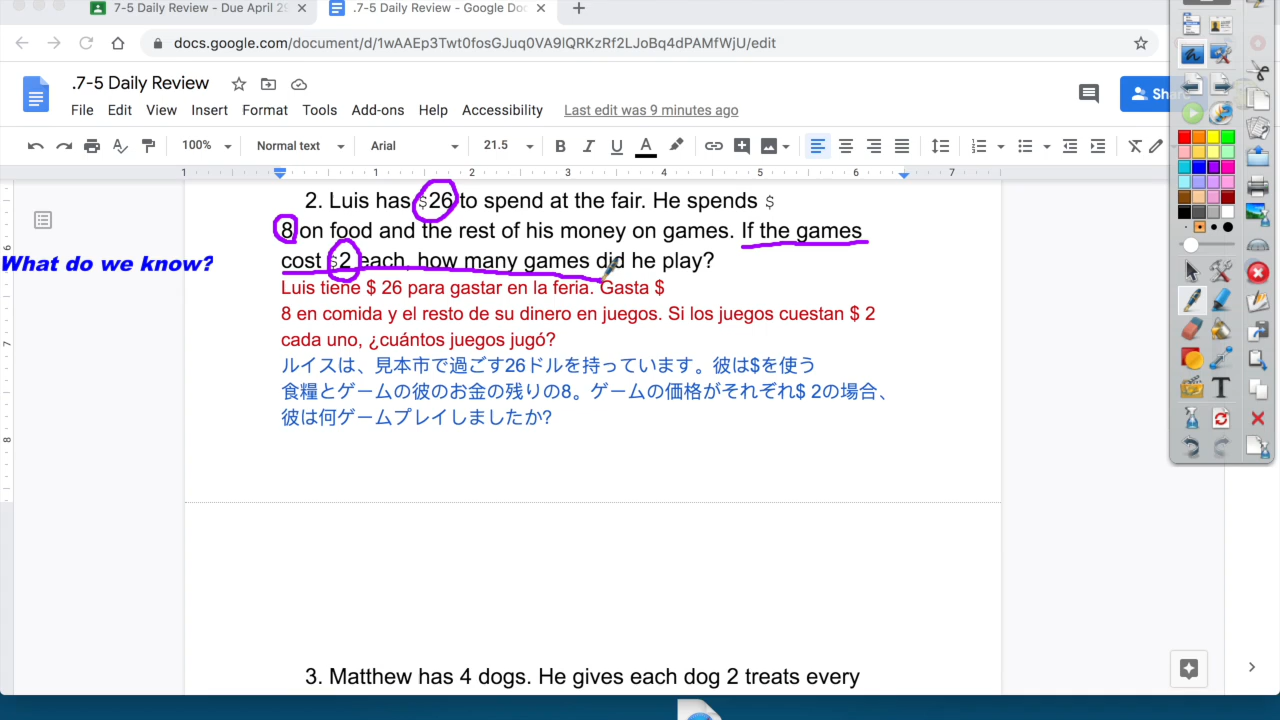 7-5 Daily Review - Due April 29
.7-5 Daily Review - Google Doc
.7-5 Daily Review
File Edit View Insert Format Tools Add-ons Help Accessibility Last edit was 9 minutes ago
100% Normal text Arial 21.5
1 1 2 3 4 5 6 7
2. Luis has $26 to spend at the fair. He spends $
8 on food and the rest of his money on games. If the games
What do we know?
cost $2 each, how many games did he play?
Luis tiene $ 26 para gastar en la feria. Gasta $
8 en comida y el resto de su dinero en juegos. Si los juegos cuestan $ 2
cada uno, ¿cuántos juegos jugó?
ルイスは、見本市で過ごす26ドルを持っています。彼は$を使う
食糧とゲームの彼のお金の残りの8。ゲームの価格がそれぞれ$ 2の場合、
彼は何ゲームプレイしましたか?
3. Matthew has 4 dogs. He gives each dog 2 treats every